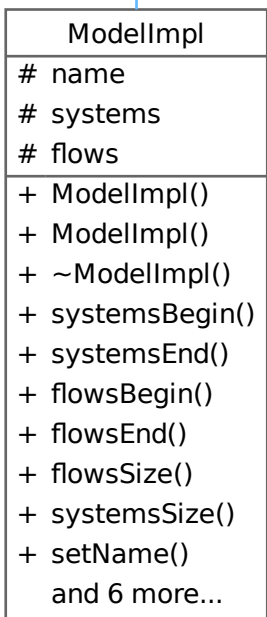 ModelImpl
# name
# systems
# flows
+ ModelImpl()
+ ModelImpl()
+ ~ModelImpl()
+ systemsBegin()
+ systemsEnd()
+ flowsBegin()
+ flowsEnd()
+ flowsSize()
+ systemsSize()
+ setName()
and 6 more...